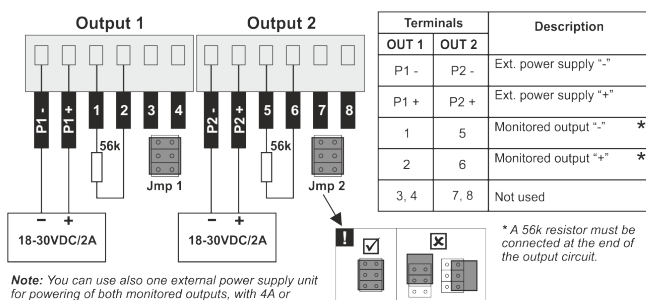 Output 1
Output 2
P1 -
P1 +
1
2
3
4
P2 -
P2 +
5
6
7
8
56k
56k
Jmp 1
Jmp 2
- +
- +
18-30VDC/2A
18-30VDC/2A
!
Note: You can use also one external power supply unit
for powering of both monitored outputs, with 4A or
Terminals Description
OUT 1 OUT 2
P1 - P2 - Ext. power supply "-"
P1 + P2 + Ext. power supply "+"
1 5 Monitored output "-" *
2 6 Monitored output "+" *
3, 4 7, 8 Not used
* A 56k resistor must be
connected at the end of
the output circuit.